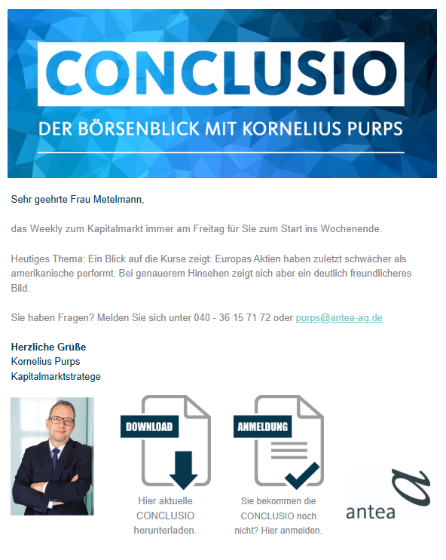 CONCLUSIO
DER BÖRSENBLICK MIT KORNELIUS PURPS
Sehr geehrte Frau Metelmann,
das Weekly zum Kapitalmarkt immer am Freitag für Sie zum Start ins Wochenende.
Heutiges Thema: Ein Blick auf die Kurse zeigt: Europas Aktien haben zuletzt schwächer als
amerikanische performt. Bei genauerem Hinsehen zeigt sich aber ein deutlich freundlicheres
Bild.
Sie haben Fragen? Melden Sie sich unter 040 - 36 15 71 72 oder purps@antea-ag.de
Herzliche Grüße
Kornelius Purps
Kapitalmarktstratege
DOWNLOAD
Hier aktuelle
CONCLUSIO
herunterladen.
ANMELDUNG
Sie bekommen die
CONCLUSIO noch
nicht? Hier anmelden.
antea a